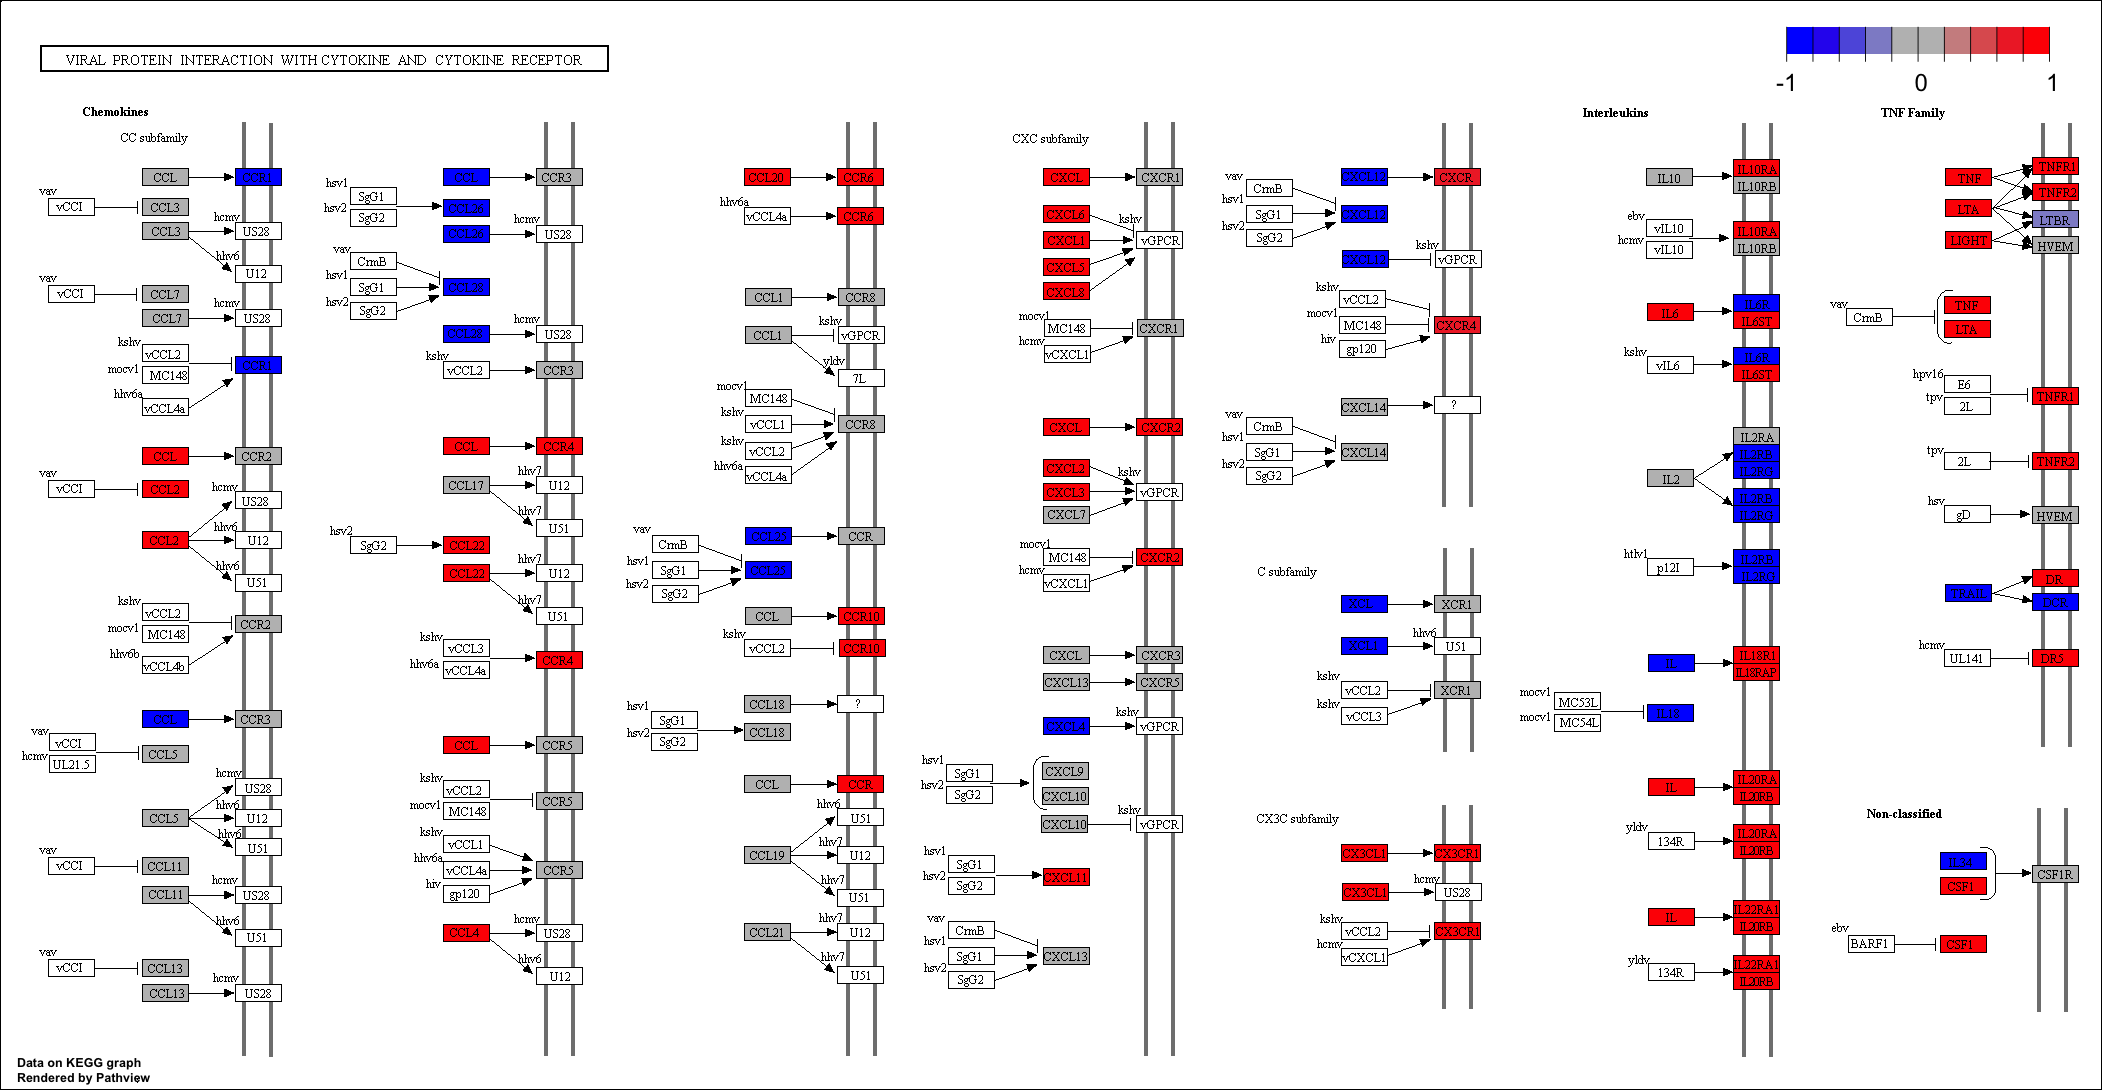 VIRAL PROTEIN INTERACTION WITH CYTOKINE AND CYTOKINE RECEPTOR
-1
0
1
Chemokines
CC subfamily
CCL
CCR1
vav
vCCI
CCL3
CCL3
hcmv
US28
hhv6
U12
vav
vCCI
CCL7
CCL7
hcmv
US28
kshv
vCCL2
mocv1
MC148
hhv6a
vCCL4a
CCR1
CCL
CCR2
vav
vCCI
CCL2
CCL2
hcmv
US28
hhv6
U12
hhv6
U51
kshv
vCCL2
mocv1
MC148
hhv6b
vCCL4b
CCR2
CCL
CCR3
vav
vCCI
hcmv
UL21.5
CCL5
CCL5
hcmv
US28
hhv6
U12
hhv6
U51
vav
vCCI
CCL11
CCL11
hcmv
US28
hhv6
U51
vav
vCCI
CCL13
CCL13
hcmv
US28
CCL
CCR3
hsv1
SgG1
hsv2
SgG2
CCL26
CCL26
hcmv
US28
vav
CrmB
hsv1
SgG1
hsv2
SgG2
CCL28
CCL28
hcmv
US28
kshv
vCCL2
CCR3
CCL
CCR4
CCL17
hhv7
U12
hhv7
U51
hsv2
SgG2
CCL22
CCL22
hhv7
U12
hhv7
U51
kshv
vCCL3
hhv6a
vCCL4a
CCR4
CCL
CCR5
kshv
vCCL2
mocv1
MC148
CCR5
kshv
vCCL1
hhv6a
vCCL4a
hiv
gp120
CCR5
CCL4
hcmv
US28
hhv6
U12
CCL20
CCR6
hhv6a
vCCL4a
CCR6
CCL1
CCR8
CCL1
kshv
vGPCR
yldv
7L
mocv1
MC148
kshv
vCCL1
kshv
vCCL2
hhv6a
vCCL4a
CCR8
CCL25
CCR
vav
CrmB
hsv1
SgG1
hsv2
SgG2
CCL25
CCL
CCR10
kshv
vCCL2
CCR10
CCL18
?
hsv1
SgG1
hsv2
SgG2
CCL18
CCL
CCR
CCL19
hhv6
U51
hhv7
U12
hhv7
U51
CCL21
hhv7
U12
hhv7
U51
CXC subfamily
CXCL
CXCR1
CXCL6
CXCL1
CXCL5
CXCL8
kshv
vGPCR
mocv1
MC148
hcmv
vCXCL1
CXCR1
CXCL
CXCR2
CXCL2
CXCL3
CXCL7
kshv
vGPCR
mocv1
MC148
hcmv
vCXCL1
CXCR2
CXCL
CXCR3
CXCL13
CXCR5
CXCL4
kshv
vGPCR
hsv1
SgG1
hsv2
SgG2
CXCL9
CXCL10
CXCL10
kshv
vGPCR
hsv1
SgG1
hsv2
SgG2
CXCL11
vav
CrmB
hsv1
SgG1
hsv2
SgG2
CXCL13
CXCL12
CXCR
vav
CrmB
hsv1
SgG1
hsv2
SgG2
CXCL12
CXCL12
kshv
vGPCR
kshv
vCCL2
mocv1
MC148
hiv
gp120
CXCR4
CXCL14
?
vav
CrmB
hsv1
SgG1
hsv2
SgG2
CXCL14
C subfamily
XCL
XCR1
XCL1
hhv6
U51
kshv
vCCL2
kshv
vCCL3
XCR1
CX3C subfamily
CX3CL1
CX3CR1
CX3CL1
hcmv
US28
kshv
vCCL2
hcmv
vCXCL1
CX3CR1
Interleukins
IL10
IL10RA
IL10RB
ebv
vIL10
hcmv
vIL10
IL10RA
IL10RB
IL6
IL6R
IL6ST
kshv
vIL6
IL6R
IL6ST
IL2
IL2RA
IL2RB
IL2RG
IL2RB
IL2RG
htlv1
p12I
IL2RB
IL2RG
IL
IL18R1
IL18RAP
mocv1
MC53L
mocv1
MC54L
IL18
IL
IL20RA
IL20RB
yldv
134R
IL20RA
IL20RB
IL
IL22RA1
IL20RB
yldv
134R
IL22RA1
IL20RB
TNF Family
TNF
LTA
LIGHT
TNFR1
TNFR2
LTBR
HVEM
vav
CrmB
TNF
LTA
hpv16
E6
tpv
2L
TNFR1
tpv
2L
TNFR2
hsv
gD
HVEM
TRAIL
DR
DCR
hcmv
UL141
DR5
Non-classified
IL34
CSF1
CSF1R
ebv
BARF1
CSF1
Data on KEGG graph
Rendered by Pathview